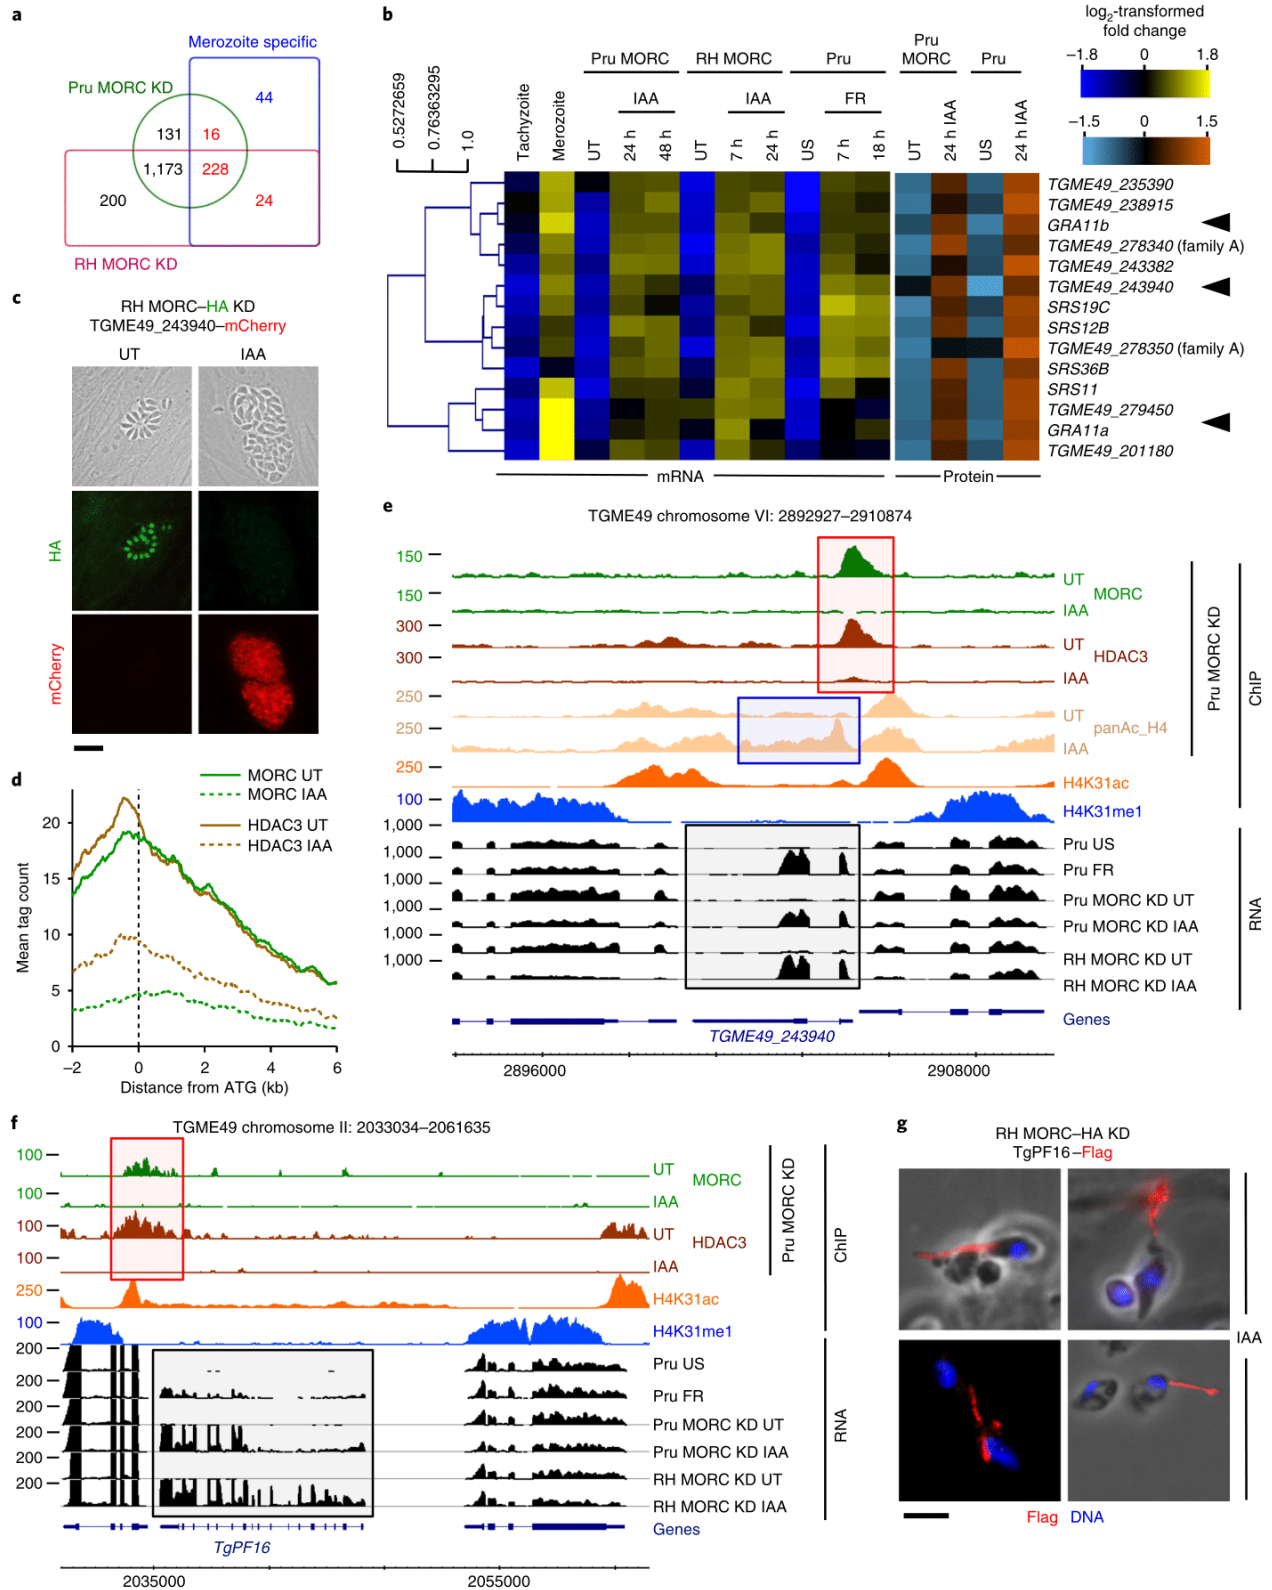 a
Merozoite specific
Pru MORC KD
44
131
16
1,173
228
200
24
RH MORC KD
b
log2-transformed
fold change
−1.8 0 1.8
−1.5 0 1.5
0.5272659
0.76363295
1.0
Pru MORC
RH MORC
Pru
Pru
MORC
Pru
IAA
IAA
FR
Tachyzoite
Merozoite
UT
24 h
48 h
UT
7 h
24 h
US
7 h
18 h
UT
24 h IAA
US
24 h IAA
TGME49_235390
TGME49_238915
GRA11b
TGME49_278340 (family A)
TGME49_243382
TGME49_243940
SRS19C
SRS12B
TGME49_278350 (family A)
SRS36B
SRS11
TGME49_279450
GRA11a
TGME49_201180
mRNA
Protein
c
RH MORC–HA KD
TGME49_243940–mCherry
UT IAA
HA
mCherry
d
MORC UT
MORC IAA
HDAC3 UT
HDAC3 IAA
Mean tag count
20
15
10
5
0
−2 0 2 4 6
Distance from ATG (kb)
e
TGME49 chromosome VI: 2892927–2910874
150
UT
MORC
150
IAA
300
UT
HDAC3
300
IAA
250
UT
panAc_H4
250
IAA
250
H4K31ac
100
H4K31me1
1,000
Pru US
1,000
Pru FR
1,000
Pru MORC KD UT
1,000
Pru MORC KD IAA
1,000
RH MORC KD UT
1,000
RH MORC KD IAA
Pru MORC KD
ChIP
RNA
Genes
TGME49_243940
2896000 2908000
f
TGME49 chromosome II: 2033034–2061635
100
UT
MORC
100
IAA
100
UT
HDAC3
100
IAA
250
H4K31ac
100
H4K31me1
200
Pru US
200
Pru FR
200
Pru MORC KD UT
200
Pru MORC KD IAA
200
RH MORC KD UT
200
RH MORC KD IAA
Pru MORC KD
ChIP
RNA
Genes
TgPF16
2035000 2055000
g
RH MORC–HA KD
TgPF16–Flag
IAA
Flag DNA